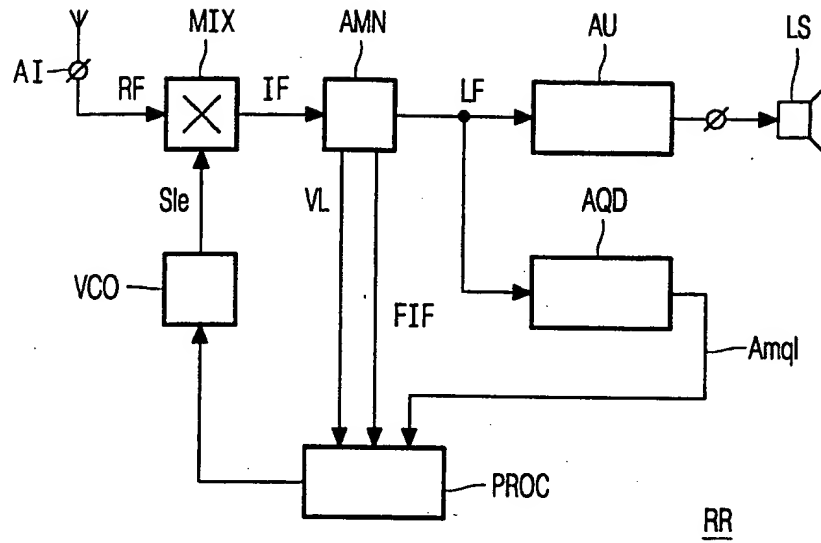 MIX
AMN
AU
LS
AI
RF
IF
LF
Sle
VL
AQD
VCO
FIF
Amql
PROC
RR